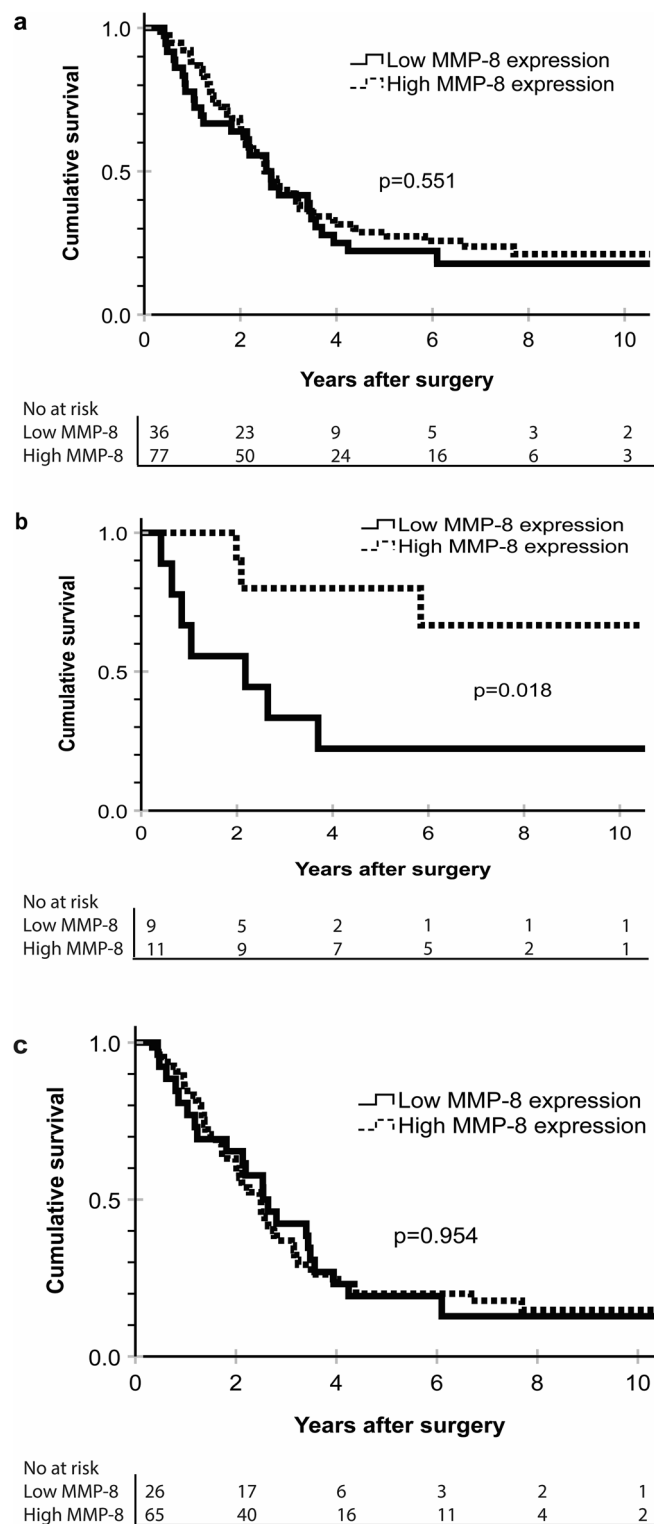 a
1.0
Low MMP-8 expression
High MMP-8 expression
Cumulative survival
0.5
p=0.551
0.0
0 2 4 6 8 10
Years after surgery
No at risk
Low MMP-8 36 23 9 5 3 2
High MMP-8 77 50 24 16 6 3
b
1.0
Low MMP-8 expression
High MMP-8 expression
Cumulative survival
0.5
p=0.018
0.0
0 2 4 6 8 10
Years after surgery
No at risk
Low MMP-8 9 5 2 1 1 1
High MMP-8 11 9 7 5 2 1
c
1.0
Low MMP-8 expression
High MMP-8 expression
Cumulative survival
0.5
p=0.954
0.0
0 2 4 6 8 10
Years after surgery
No at risk
Low MMP-8 26 17 6 3 2 1
High MMP-8 65 40 16 11 4 2